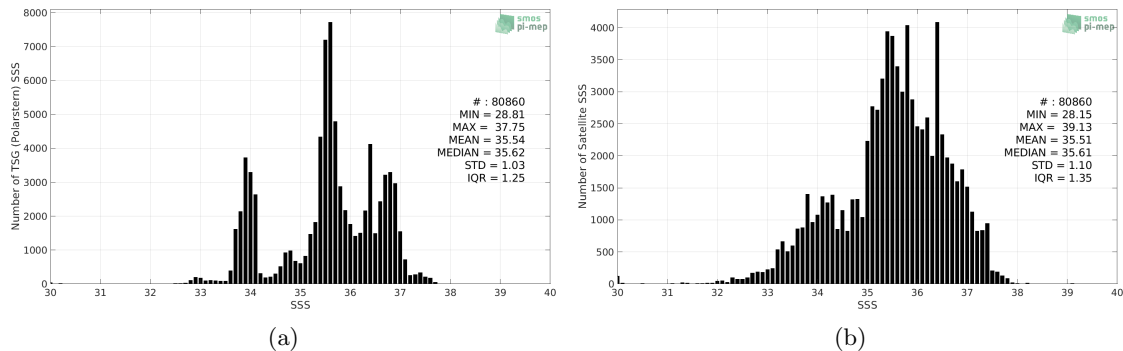 smos
pi-mep
Number of TSG (Polarstern) SSS
8000
7000
6000
5000
4000
3000
2000
1000
0
# : 80860
MIN = 28.81
MAX = 37.75
MEAN = 35.54
MEDIAN = 35.62
STD = 1.03
IQR = 1.25
30 31 32 33 34 35 36 37 38 39 40
SSS
(a)
smos
pi-mep
Number of Satellite SSS
4000
3500
3000
2500
2000
1500
1000
500
0
# : 80860
MIN = 28.15
MAX = 39.13
MEAN = 35.51
MEDIAN = 35.61
STD = 1.10
IQR = 1.35
30 31 32 33 34 35 36 37 38 39 40
SSS
(b)